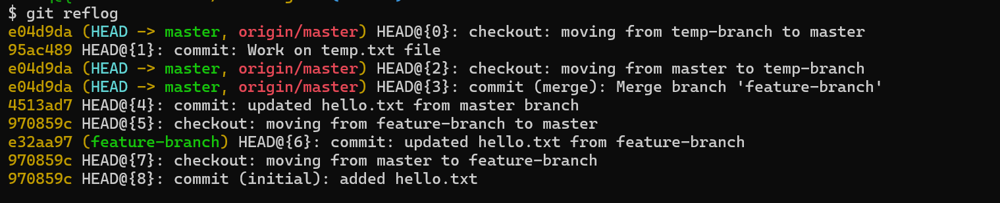 $ git reflog
e04d9da (HEAD -> master, origin/master) HEAD@{0}: checkout: moving from temp-branch to master
95ac489 HEAD@{1}: commit: Work on temp.txt file
e04d9da (HEAD -> master, origin/master) HEAD@{2}: checkout: moving from master to temp-branch
e04d9da (HEAD -> master, origin/master) HEAD@{3}: commit (merge): Merge branch 'feature-branch'
4513ad7 HEAD@{4}: commit: updated hello.txt from master branch
970859c HEAD@{5}: checkout: moving from feature-branch to master
e32aa97 (feature-branch) HEAD@{6}: commit: updated hello.txt from feature-branch
970859c HEAD@{7}: checkout: moving from master to feature-branch
970859c HEAD@{8}: commit (initial): added hello.txt